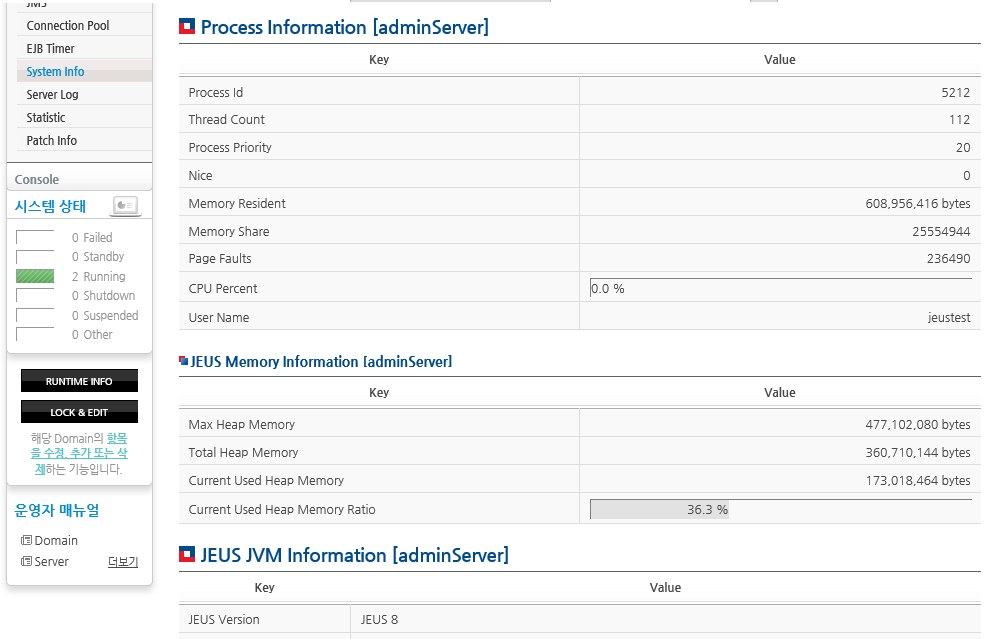 JMS
Connection Pool
EJB Timer
System Info
Server Log
Statistic
Patch Info
Console
시스템 상태
0 Failed
0 Standby
2 Running
0 Shutdown
0 Suspended
0 Other
RUNTIME INFO
LOCK & EDIT
해당 Domain의 항목
을 수정, 추가 또는 삭
제하는 기능입니다.
운영자 매뉴얼
Domain
Server 더보기
Process Information [adminServer]
Key Value
Process Id 5212
Thread Count 112
Process Priority 20
Nice 0
Memory Resident 608,956,416 bytes
Memory Share 25554944
Page Faults 236490
CPU Percent 0.0 %
User Name jeustest
JEUS Memory Information [adminServer]
Key Value
Max Heap Memory 477,102,080 bytes
Total Heap Memory 360,710,144 bytes
Current Used Heap Memory 173,018,464 bytes
Current Used Heap Memory Ratio 36.3 %
JEUS JVM Information [adminServer]
Key Value
JEUS Version JEUS 8